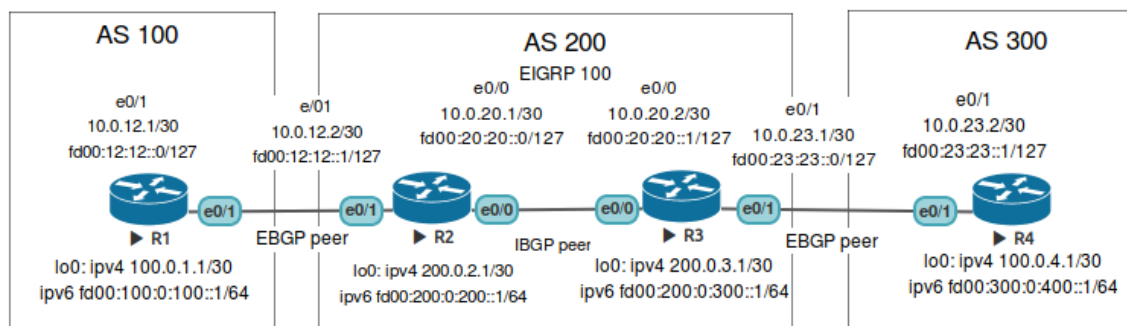 AS 100
AS 200
AS 300
EIGRP 100
e0/1
10.0.12.1/30
fd00:12:12::0/127
e/01
10.0.12.2/30
fd00:12:12::1/127
e0/0
10.0.20.1/30
fd00:20:20::0/127
e0/0
10.0.20.2/30
fd00:20:20::1/127
e0/1
10.0.23.1/30
fd00:23:23::0/127
e0/1
10.0.23.2/30
fd00:23:23::1/127
e0/1
e0/1
e0/0
e0/0
e0/1
e0/1
R1
EBGP peer
R2
IBGP peer
R3
EBGP peer
R4
lo0: ipv4 100.0.1.1/30
ipv6 fd00:100:0:100::1/64
lo0: ipv4 200.0.2.1/30
ipv6 fd00:200:0:200::1/64
lo0: ipv4 200.0.3.1/30
ipv6 fd00:200:0:300::1/64
lo0: ipv4 100.0.4.1/30
ipv6 fd00:300:0:400::1/64